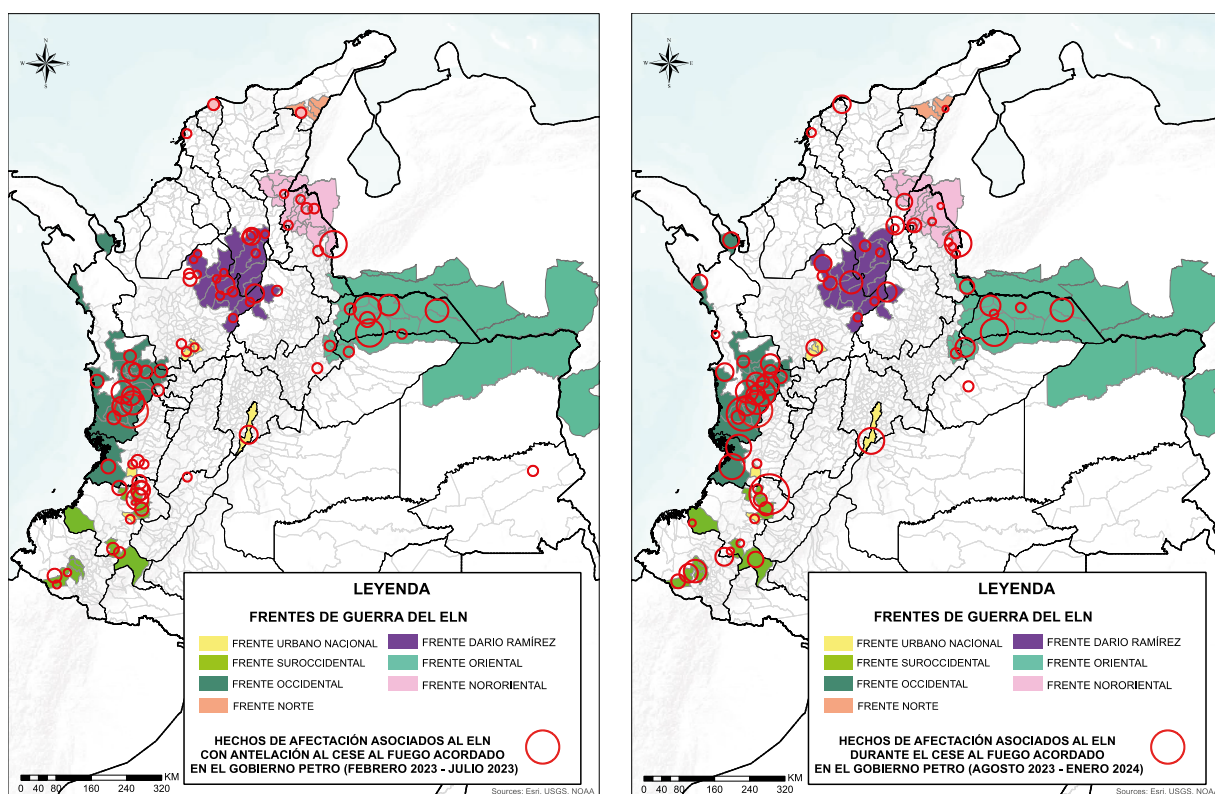 N
W E
S
LEYENDA
FRENTES DE GUERRA DEL ELN
FRENTE URBANO NACIONAL
FRENTE DARIO RAMÍREZ
FRENTE SUROCCIDENTAL
FRENTE ORIENTAL
FRENTE OCCIDENTAL
FRENTE NORORIENTAL
FRENTE NORTE
HECHOS DE AFECTACIÓN ASOCIADOS AL ELN
CON ANTELACIÓN AL CESE AL FUEGO ACORDADO
EN EL GOBIERNO PETRO (FEBRERO 2023 - JULIO 2023)
KM
0 40 80 160 240 320
Sources: Esri, USGS, NOAA
N
W E
S
LEYENDA
FRENTES DE GUERRA DEL ELN
FRENTE URBANO NACIONAL
FRENTE DARIO RAMÍREZ
FRENTE SUROCCIDENTAL
FRENTE ORIENTAL
FRENTE OCCIDENTAL
FRENTE NORORIENTAL
FRENTE NORTE
HECHOS DE AFECTACIÓN ASOCIADOS AL ELN
DURANTE EL CESE AL FUEGO ACORDADO
EN EL GOBIERNO PETRO (AGOSTO 2023 - ENERO 2024)
KM
0 40 80 160 240 320
Sources: Esri, USGS, NOAA